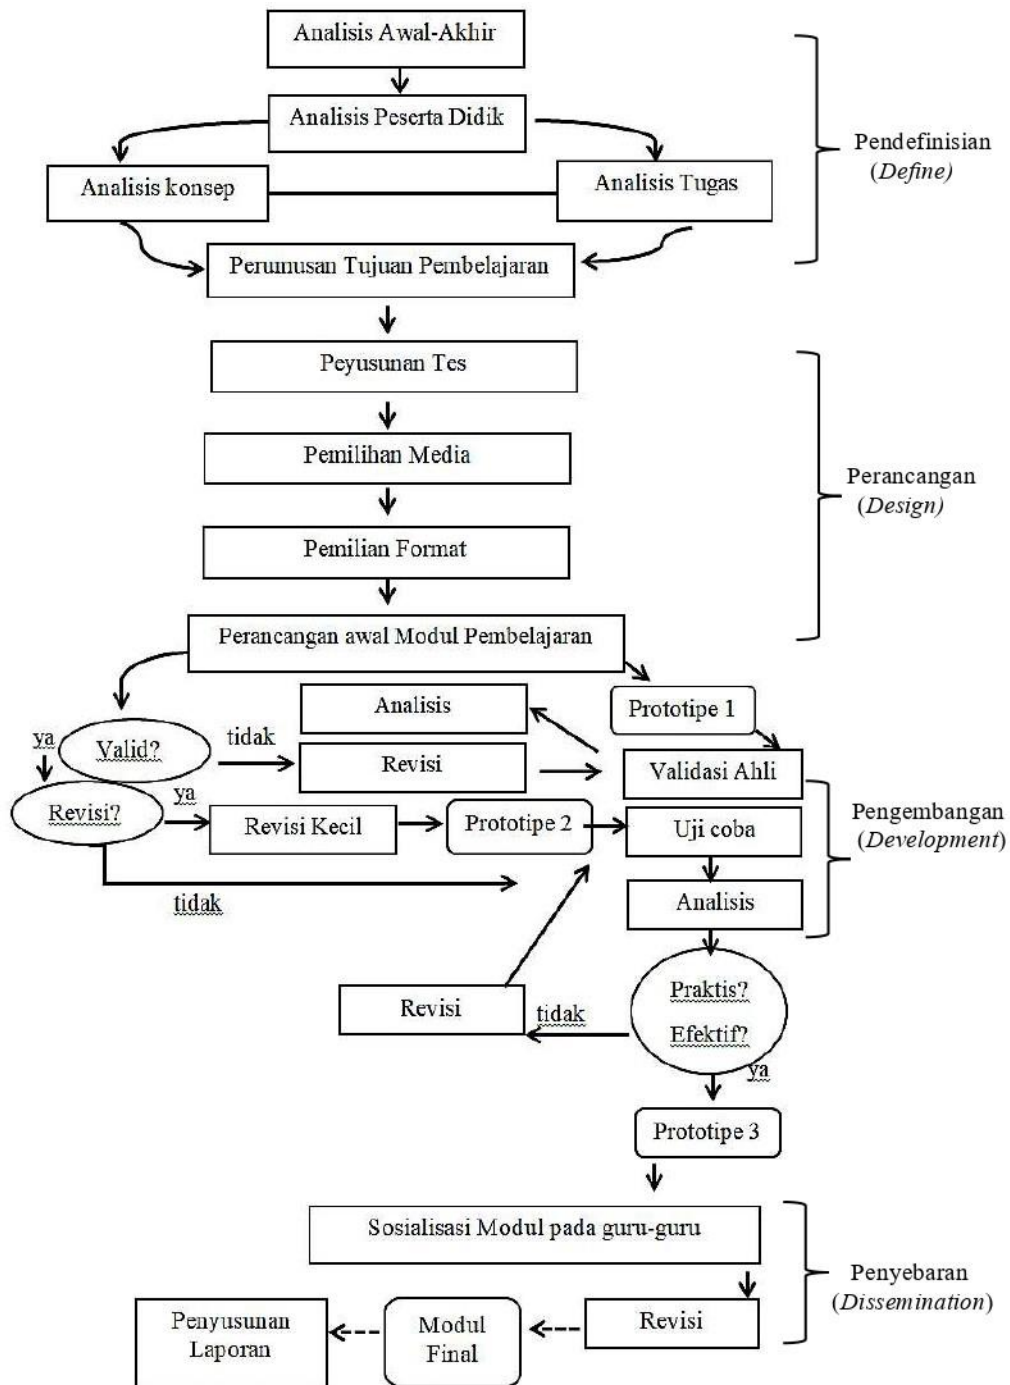 Analisis Awal-Akhir
Analisis Peserta Didik
Analisis konsep
Analisis Tugas
Perumusan Tujuan Pembelajaran
Pendefinisian
(Define)
Peyusunan Tes
Pemilihan Media
Pemilian Format
Perancangan awal Modul Pembelajaran
Perancangan
(Design)
Analisis
Prototipe 1
ya
Valid?
tidak
Revisi
Validasi Ahli
Revisi?
ya
Revisi Kecil
Prototipe 2
Uji coba
Pengembangan
(Development)
tidak
Analisis
Revisi
tidak
Praktis?
Efektif?
ya
Prototipe 3
Sosialisasi Modul pada guru-guru
Penyebaran
(Dissemination)
Revisi
Modul
Final
Penyusunan
Laporan